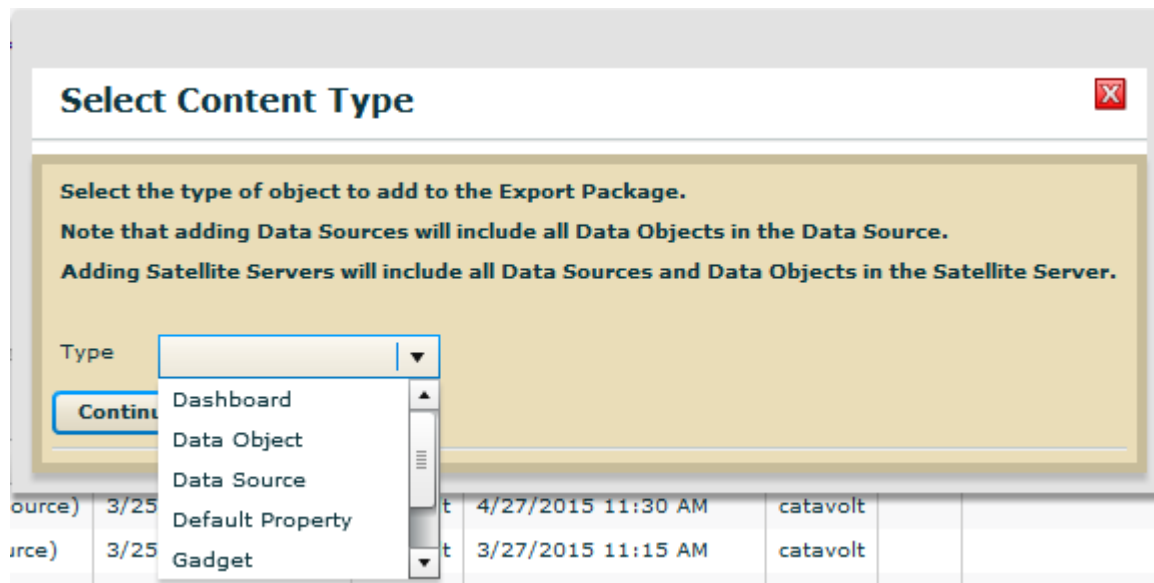 Select Content Type
X
Select the type of object to add to the Export Package.
Note that adding Data Sources will include all Data Objects in the Data Source.
Adding Satellite Servers will include all Data Sources and Data Objects in the Satellite Server.
Type
Dashboard
Continu
Data Object
Data Source
ource) 3/25 t 4/27/2015 11:30 AM catavolt
Default Property
urce) 3/25 t 3/27/2015 11:15 AM catavolt
Gadget